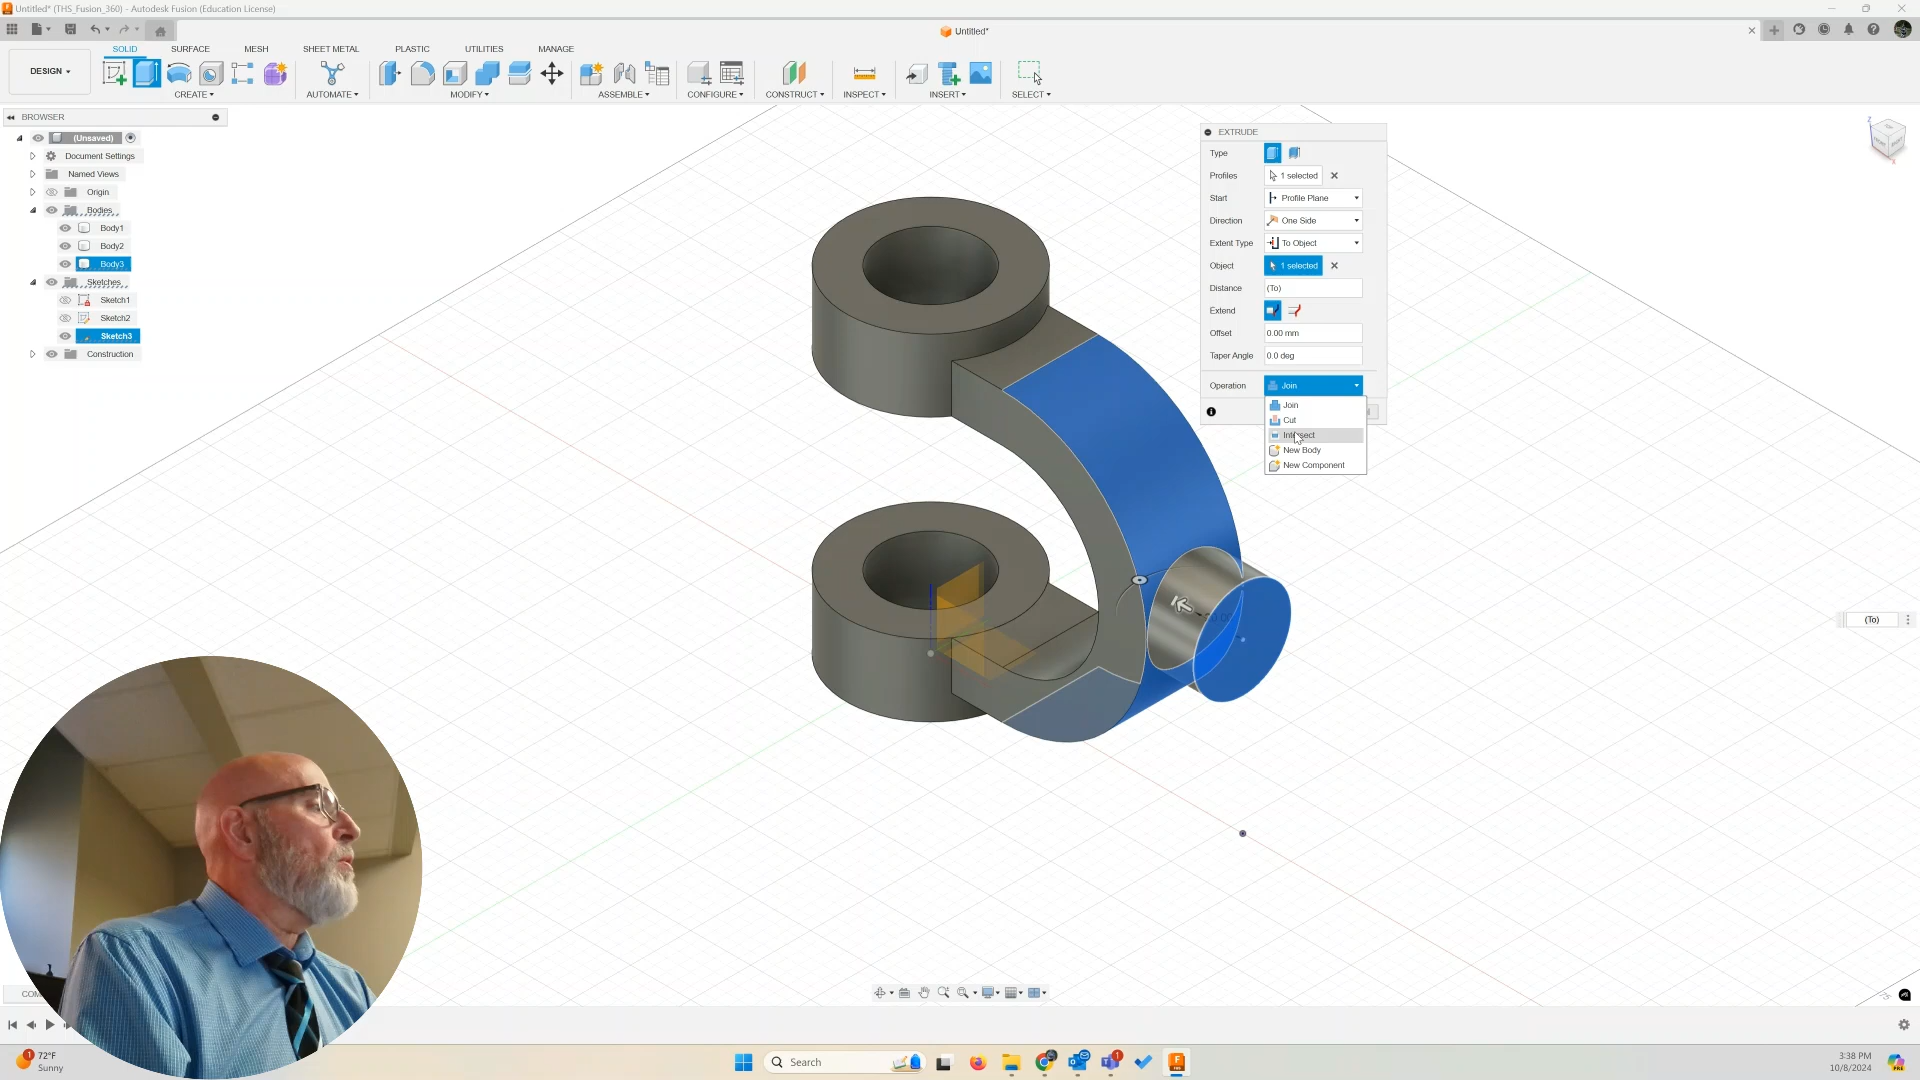 Untitled* (THS_Fusion_360) - Autodesk Fusion (Education License)
Untitled*
DESIGN
SOLID SURFACE MESH SHEET METAL PLASTIC UTILITIES MANAGE
CREATE AUTOMATE MODIFY ASSEMBLE CONFIGURE CONSTRUCT INSPECT INSERT SELECT
BROWSER
(Unsaved)
Document Settings
Named Views
Origin
Bodies
Body1
Body2
Body3
Sketches
Sketch1
Sketch2
Sketch3
Construction
EXTRUDE
Type
Profiles 1 selected
Start Profile Plane
Direction One Side
Extent Type To Object
Object 1 selected
Distance (To)
Extend
Offset 0.00 mm
Taper Angle 0.0 deg
Operation Join
Join
Cut
Intersect
New Body
New Component
(To)
72°F
Sunny
Search
3:38 PM
10/8/2024